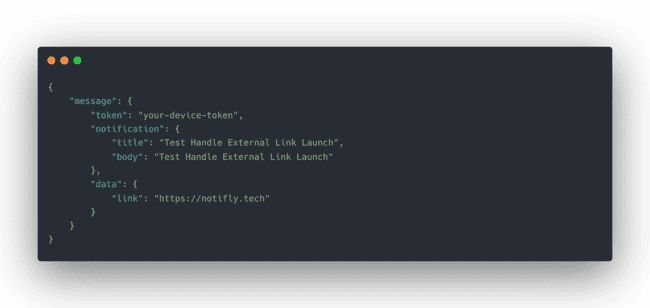 {
    "message": {
        "token": "your-device-token",
        "notification": {
            "title": "Test Handle External Link Launch",
            "body": "Test Handle External Link Launch"
        },
        "data": {
            "link": "https://notifly.tech"
        }
    }
}